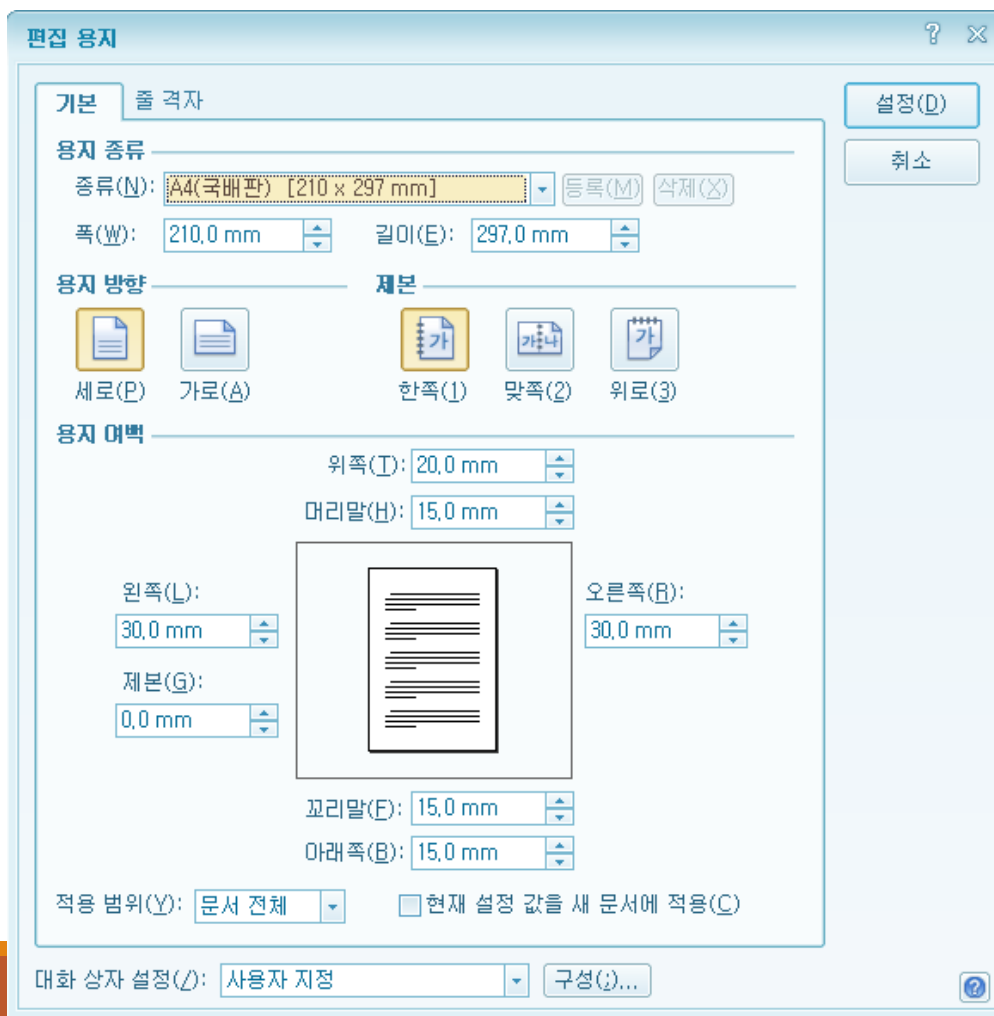 편집 용지
기본 줄 격자 설정(D)
취소
용지 종류
종류(N): A4(국배판) [210 x 297 mm] 등록(M) 삭제(X)
폭(W): 210,0 mm 길이(E): 297,0 mm
용지 방향 제본
가 가나 가
세로(P) 가로(A) 한쪽(1) 맞쪽(2) 위로(3)
용지 여백
위쪽(T): 20,0 mm
머리말(H): 15,0 mm
왼쪽(L): 오른쪽(R):
30,0 mm 30,0 mm
제본(G):
0,0 mm
꼬리말(F): 15,0 mm
아래쪽(B): 15,0 mm
적용 범위(Y): 문서 전체 현재 설정 값을 새 문서에 적용(C)
대화 상자 설정(/): 사용자 지정 구성(;)...